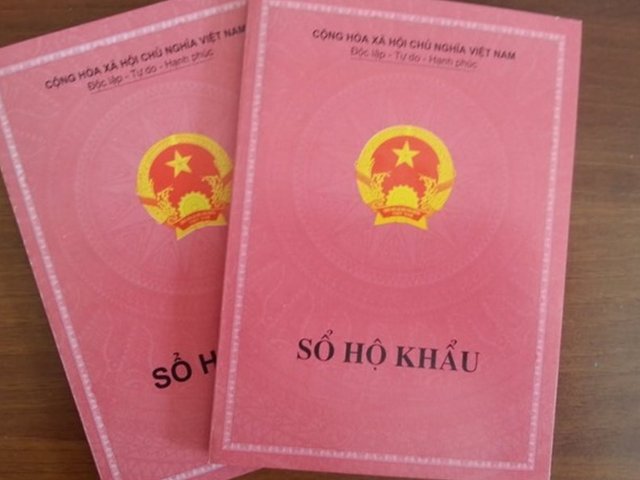 CỘNG HÒA XÃ HỘI CHỦ NGHĨA VIỆT NAM
Độc lập - Tự do - Hạnh phúc
SỔ H
CỘNG HÒA XÃ HỘI CHỦ NGHĨA VIỆT NAM
Độc lập - Tự do - Hạnh phúc
SỔ HỘ KHẨU